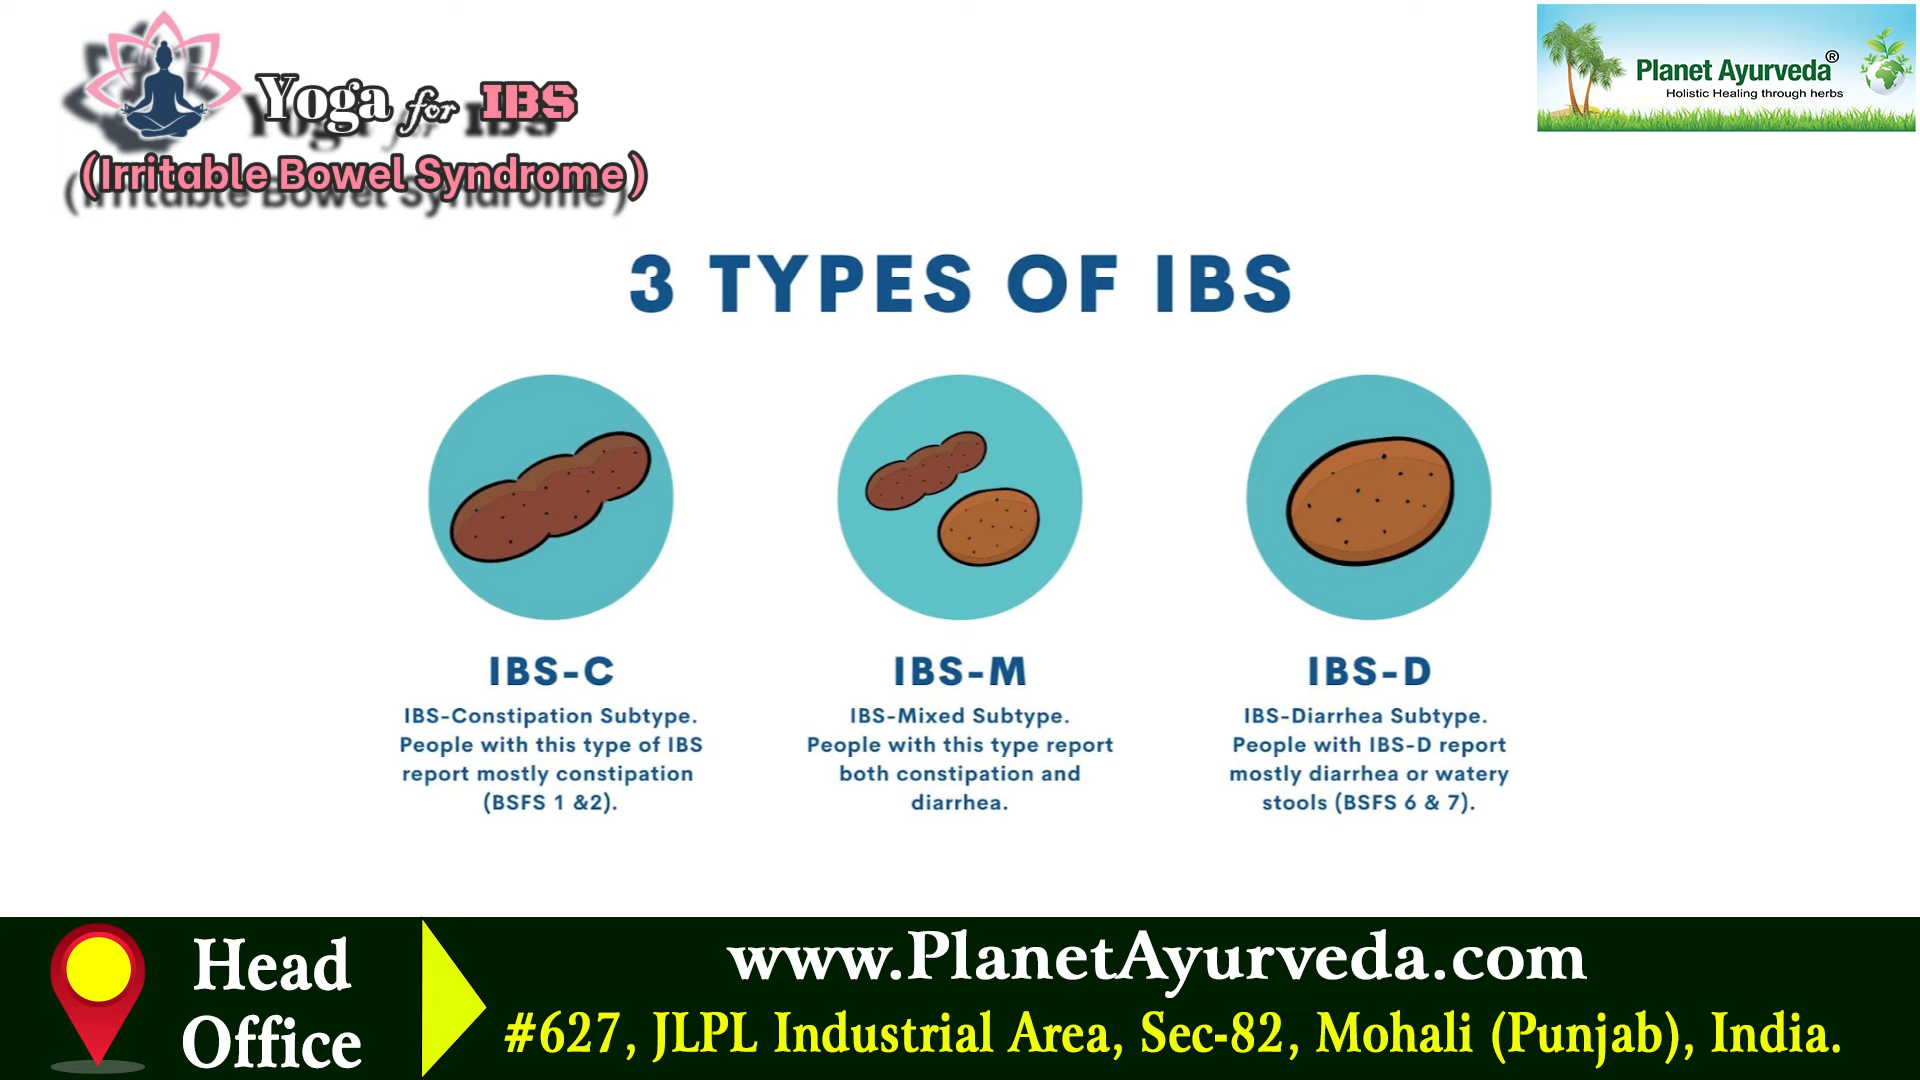 Yoga for IBS
(Irritable Bowel Syndrome)
Planet Ayurveda®
Holistic Healing through herbs
3 TYPES OF IBS
IBS-C
IBS-Constipation Subtype.
People with this type of IBS
report mostly constipation
(BSFS 1 &2).
IBS-M
IBS-Mixed Subtype.
People with this type report
both constipation and
diarrhea.
IBS-D
IBS-Diarrhea Subtype.
People with IBS-D report
mostly diarrhea or watery
stools (BSFS 6 & 7).
Head
Office
www.PlanetAyurveda.com
#627, JLPL Industrial Area, Sec-82, Mohali (Punjab), India.